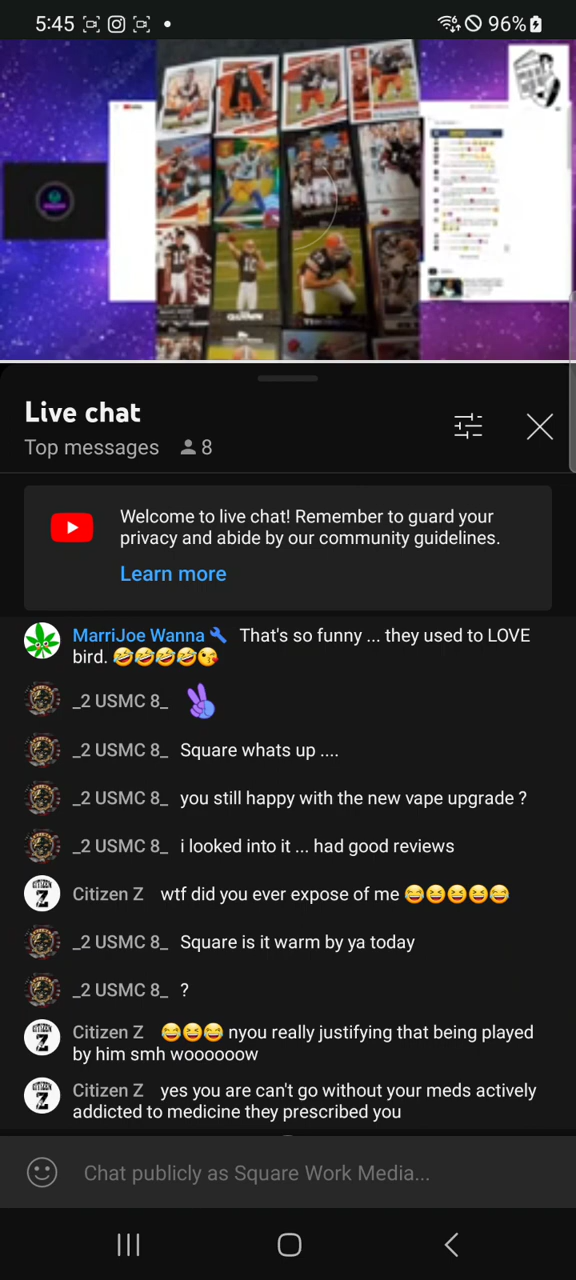 5:45
96%
QUINN
Live chat
Top messages 8
Welcome to live chat! Remember to guard your
privacy and abide by our community guidelines.
Learn more
MarriJoe Wanna That's so funny ... they used to LOVE
bird. 🤣🤣🤣🤣😘
_2 USMC 8_
_2 USMC 8_ Square whats up ....
_2 USMC 8_ you still happy with the new vape upgrade ?
_2 USMC 8_ i looked into it ... had good reviews
CITIZEN
Z
Citizen Z wtf did you ever expose of me 😂😆😆😆😂
_2 USMC 8_ Square is it warm by ya today
_2 USMC 8_ ?
CITIZEN
Z
Citizen Z 😂😆😂 nyou really justifying that being played
by him smh woooooow
CITIZEN
Z
Citizen Z yes you are can't go without your meds actively
addicted to medicine they prescribed you
Chat publicly as Square Work Media...